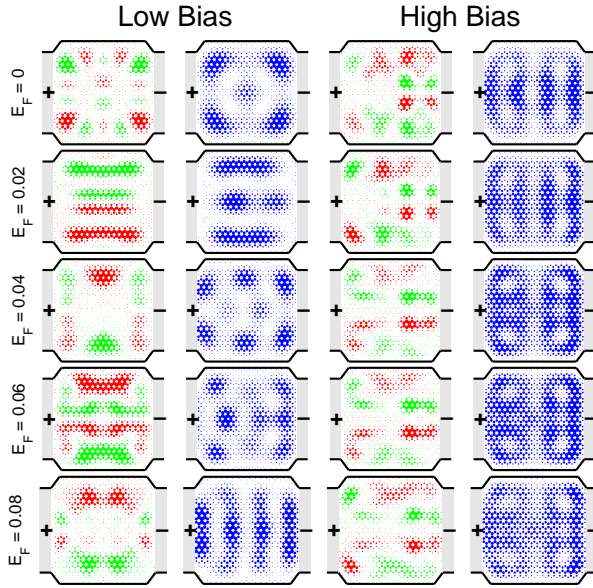 Low Bias High Bias
E_F = 0
+ − + −
E_F = 0.02
+ − + −
E_F = 0.04
+ − + −
E_F = 0.06
+ − + −
E_F = 0.08
+ − + −